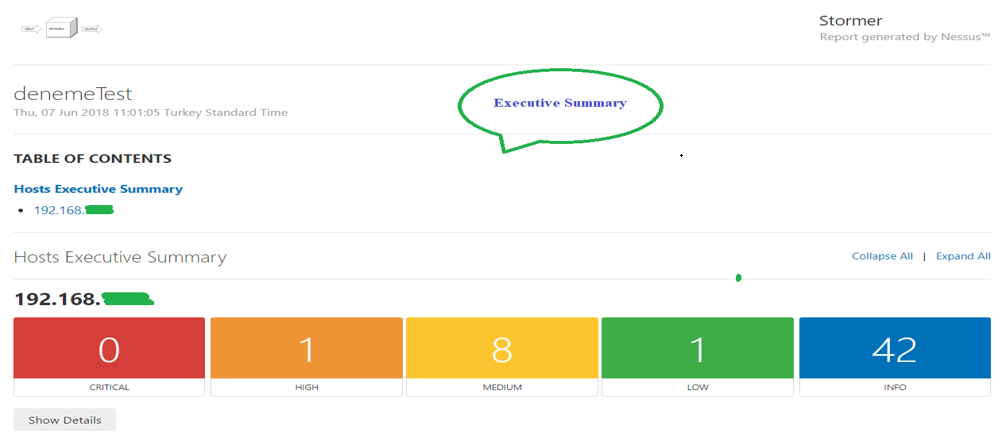 INPUT
OUTPUT
Stormer
Report generated by Nessus™
denemeTest
Thu, 07 Jun 2018 11:01:05 Turkey Standard Time
Executive Summary
TABLE OF CONTENTS
Hosts Executive Summary
• 192.168.
Hosts Executive Summary
Collapse All | Expand All
192.168.
0 1 8 1 42
CRITICAL HIGH MEDIUM LOW INFO
Show Details